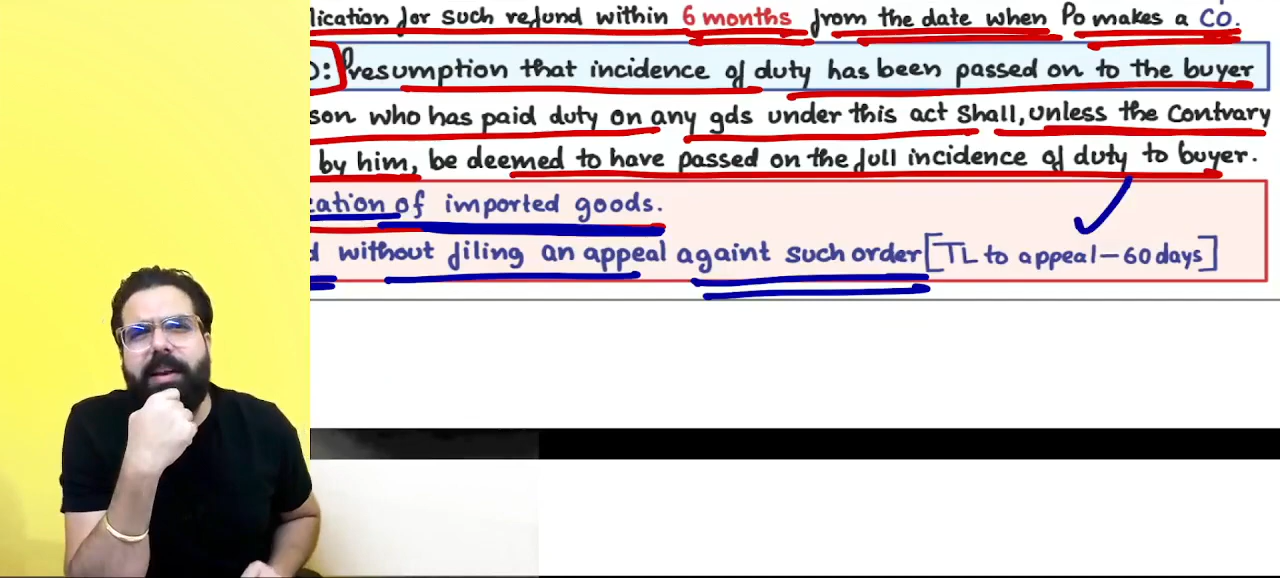 lication for such refund within 6 months from the date when Po makes a CO.
D: Presumption that incidence of duty has been passed on to the buyer
son who has paid duty on any gds under this act Shall, unless the Contrary
by him, be deemed to have passed on the full incidence of duty to buyer.
cation of imported goods.
d without filing an appeal againt such order [TL to appeal – 60 days]